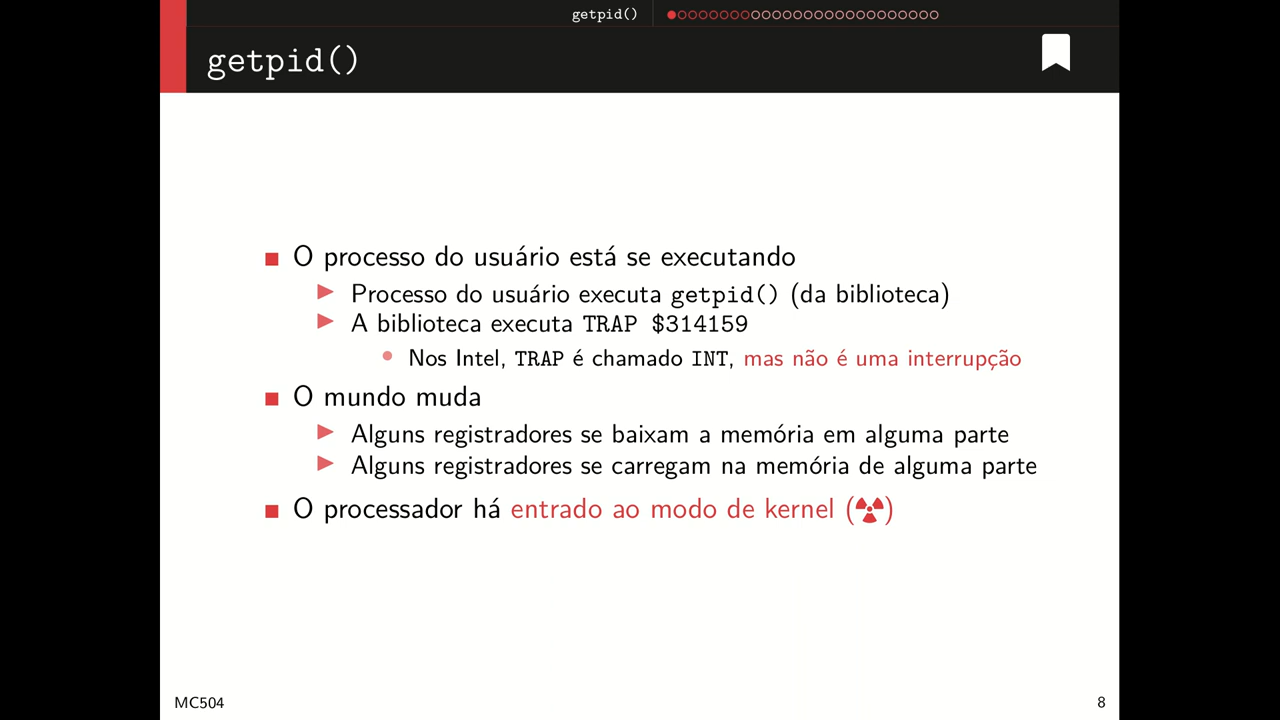 getpid()
getpid()
O processo do usuário está se executando
Processo do usuário executa getpid() (da biblioteca)
A biblioteca executa TRAP $314159
Nos Intel, TRAP é chamado INT, mas não é uma interrupção
O mundo muda
Alguns registradores se baixam a memória em alguma parte
Alguns registradores se carregam na memória de alguma parte
O processador há entrado ao modo de kernel (☢)
MC504
8